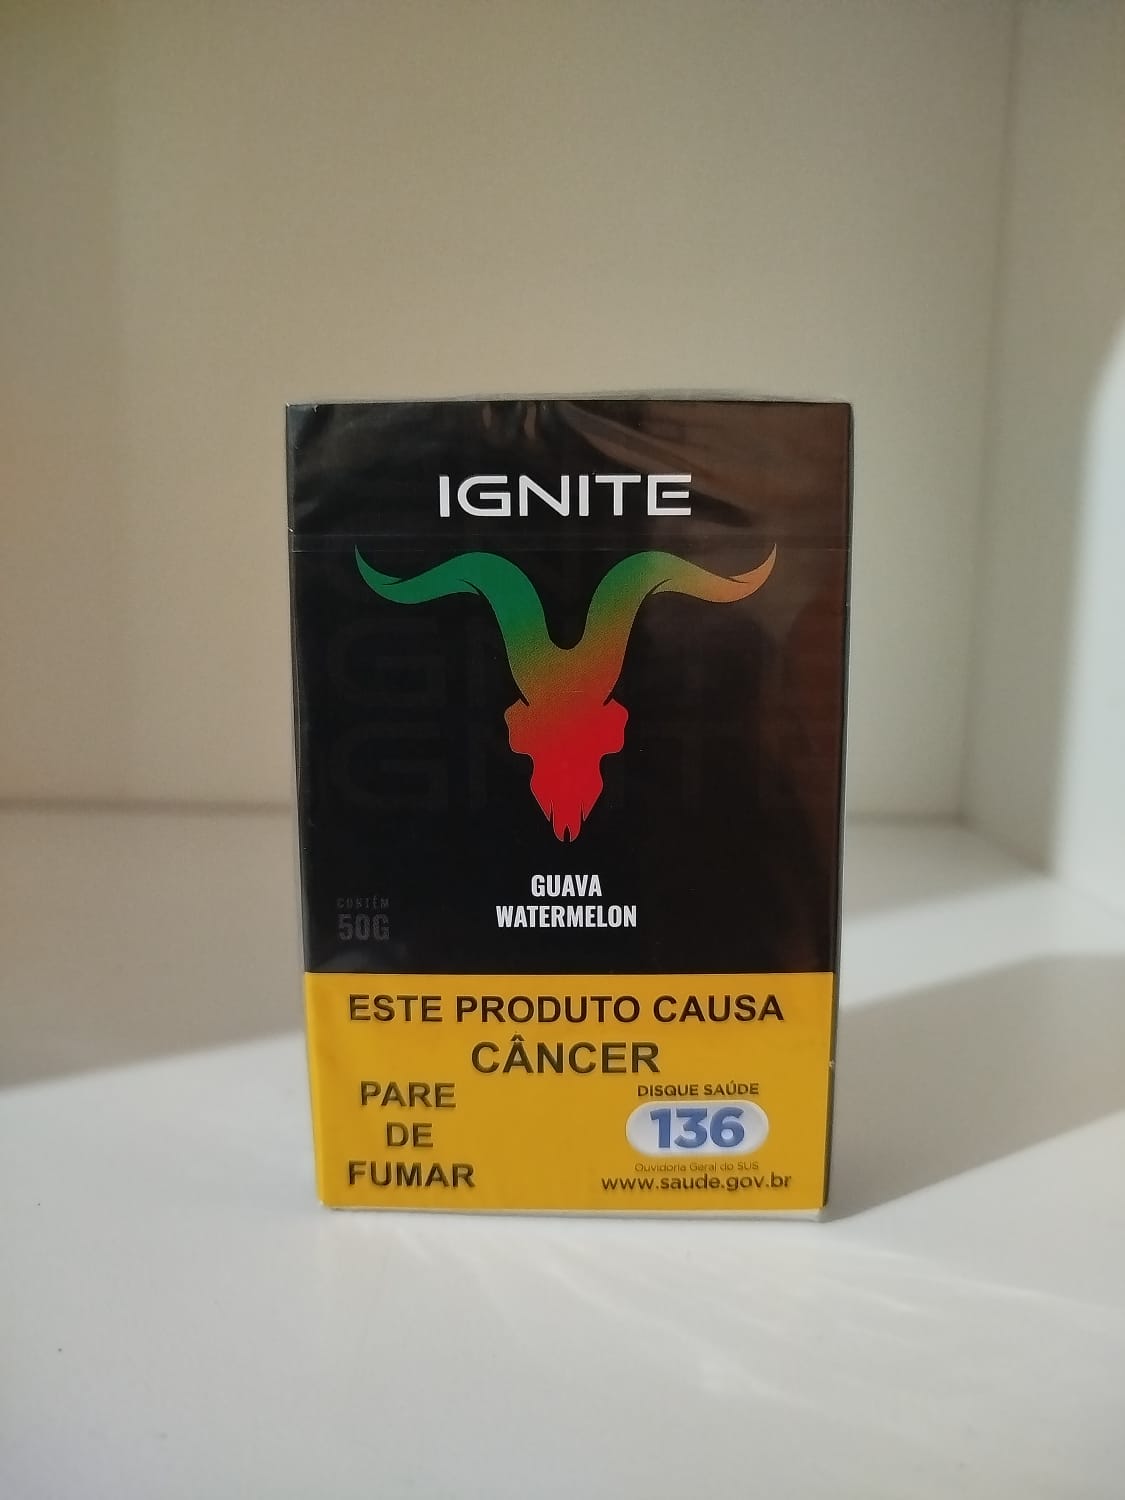 IGNITE
GUAVA
WATERMELON
CONTÉM
50G
ESTE PRODUTO CAUSA
CÂNCER
PARE
DE
FUMAR
DISQUE SAÚDE
136
Ouvidoria Geral do SUS
www.saude.gov.br